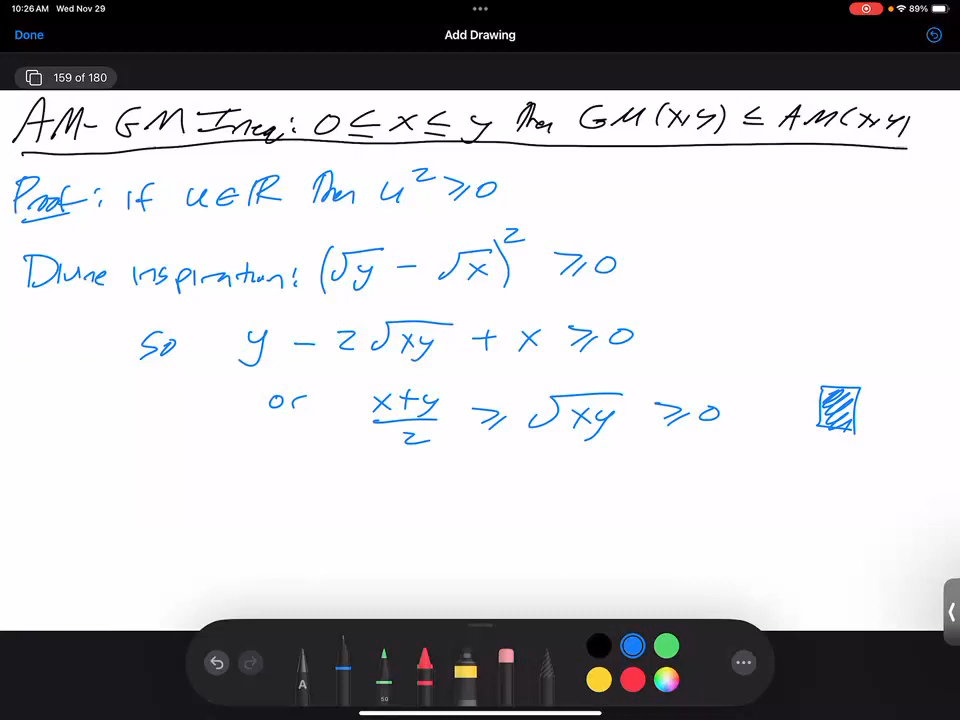 10:26 AM Wed Nov 29
89%
Done
Add Drawing
159 of 180
AM-GM Ineq: 0 ≤ x ≤ y then GM(x,y) ≤ AM(x,y)
Proof: if u ∈ ℝ then u² ≥ 0
Divine inspiration: (√y - √x)² ≥ 0
so y - 2√xy + x ≥ 0
or x+y/2 ≥ √xy ≥ 0
A
50